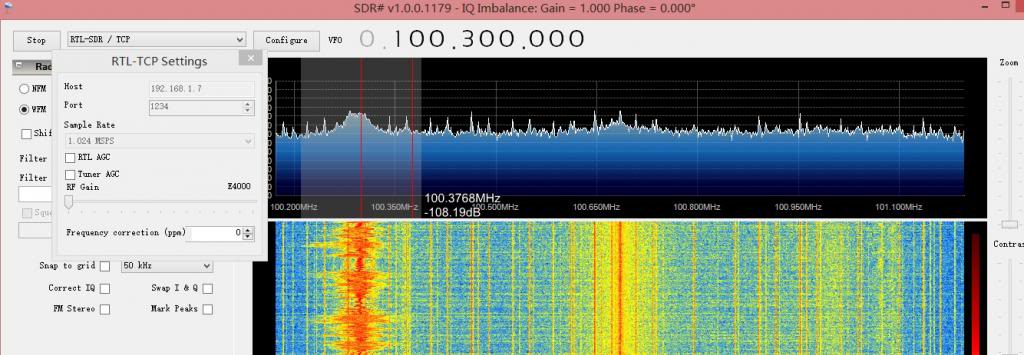 SDR# v1.0.0.1179 - IQ Imbalance: Gain = 1.000 Phase = 0.000°
Stop RTL-SDR / TCP Configure VFO 0.100.300.000
RTL-TCP Settings
Zoom
Host 192.168.1.7
Port 1234
Sample Rate
1.024 MSPS
RTL AGC
Tuner AGC
RF Gain E4000
Frequency correction (ppm) 0
Rad
NFM
WFM
Shif
Filter
Filter
Sque
Snap to grid 50 kHz
Correct IQ Swap I & Q
FM Stereo Mark Peaks
100.3768MHz
-108.19dB
100.200MHz 100.350MHz 100.500MHz 100.650MHz 100.800MHz 100.950MHz 101.100MHz
Contras